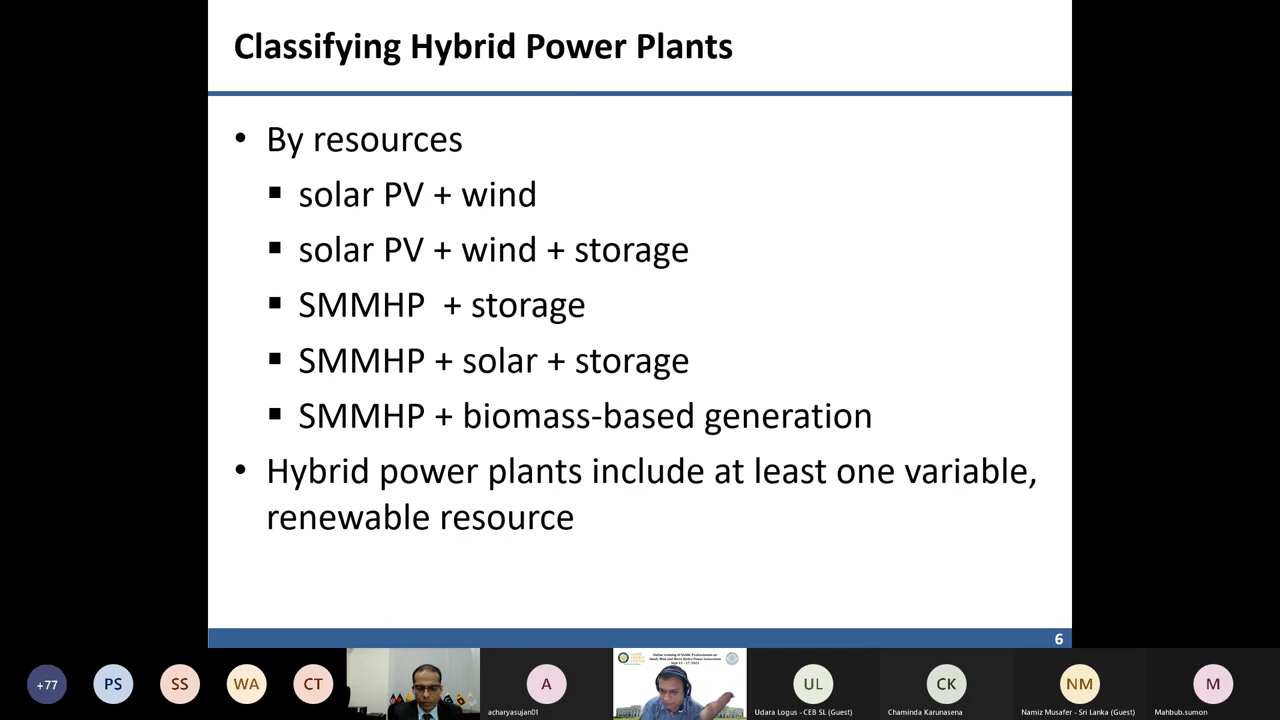 Classifying Hybrid Power Plants
• By resources
▪ solar PV + wind
▪ solar PV + wind + storage
▪ SMMHP + storage
▪ SMMHP + solar + storage
▪ SMMHP + biomass-based generation
• Hybrid power plants include at least one variable,
renewable resource
6
+77
PS
SS
WA
CT
A
acharyasujan01
UL
Udara Logus - CEB SL (Guest)
CK
Chaminda Karunasena
NM
Namiz Musafer - Sri Lanka (Guest)
M
Mahbub.sumon